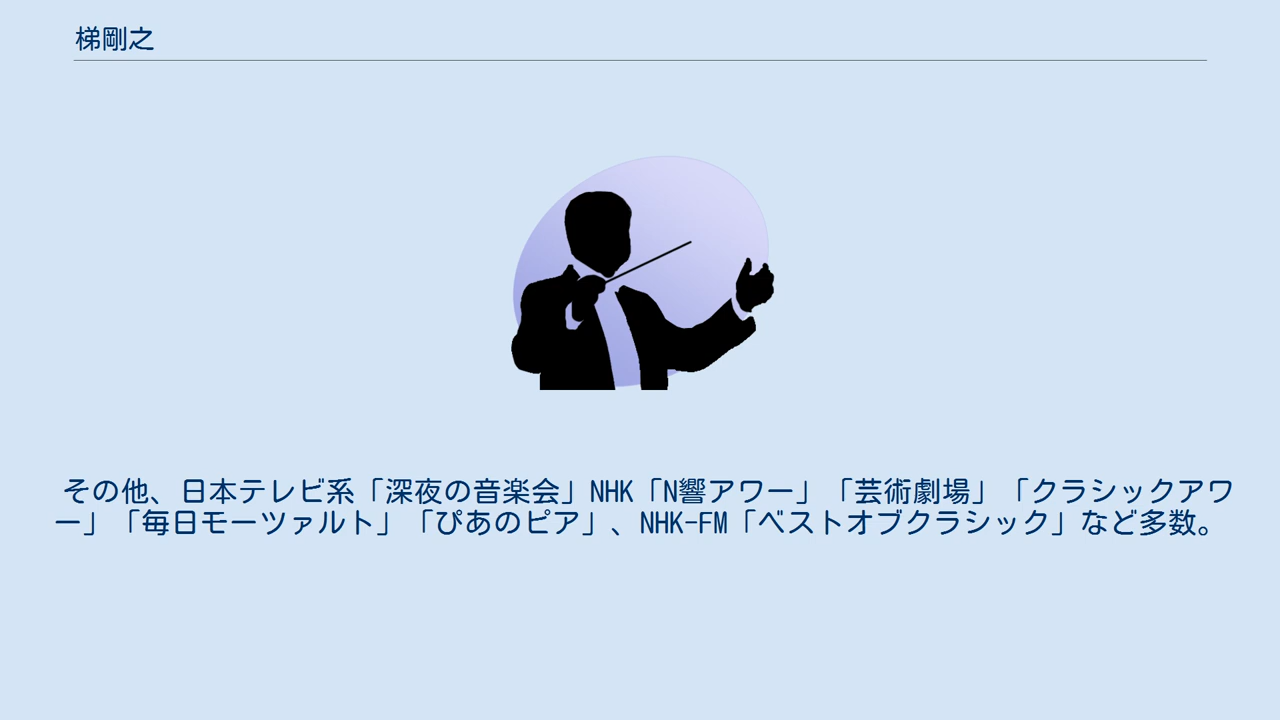 梯剛之
その他、日本テレビ系「深夜の音楽会」NHK「N響アワー」「芸術劇場」「クラシックアワ
ー」「毎日モーツァルト」「ぴあのピア」、NHK-FM「ベストオブクラシック」など多数。